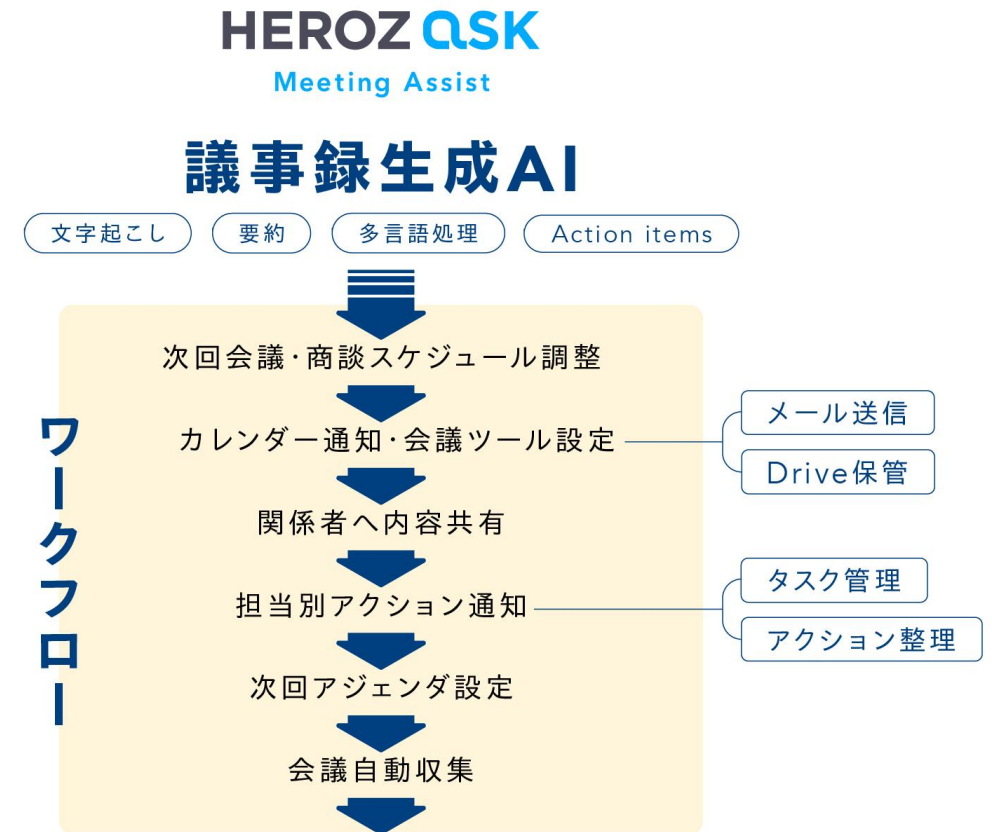 HEROZ ASK
Meeting Assist
議事録生成AI
文字起こし
要約
多言語処理
Action items
ワークフロー
次回会議・商談スケジュール調整
カレンダー通知・会議ツール設定
メール送信
Drive保管
関係者へ内容共有
担当別アクション通知
タスク管理
アクション整理
次回アジェンダ設定
会議自動収集